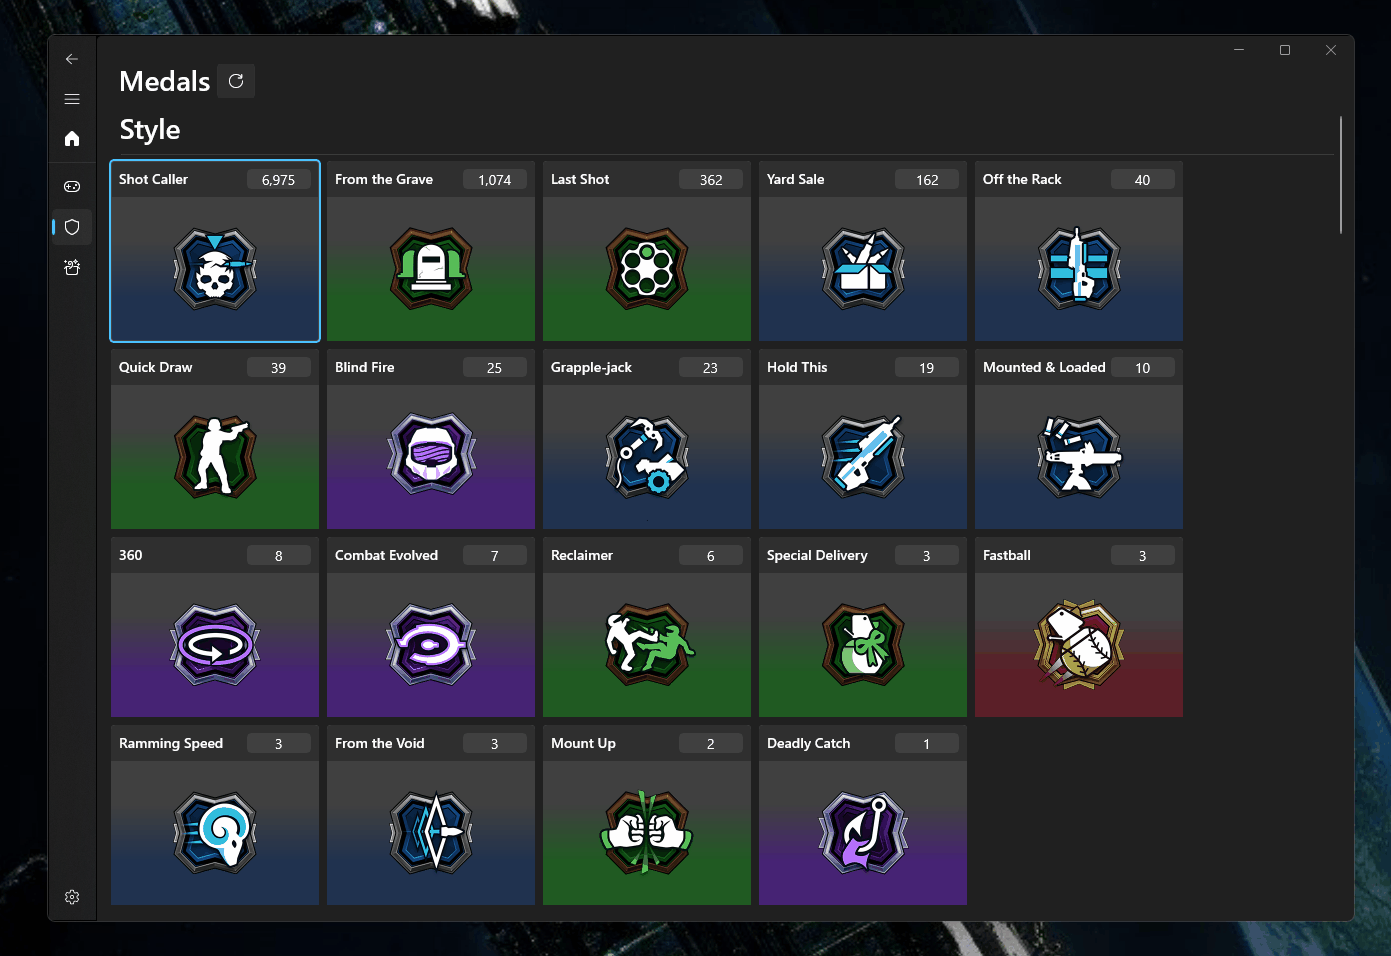 Medals
Style
Shot Caller 6,975
From the Grave 1,074
Last Shot 362
Yard Sale 162
Off the Rack 40
Quick Draw 39
Blind Fire 25
Grapple-jack 23
Hold This 19
Mounted & Loaded 10
360 8
Combat Evolved 7
Reclaimer 6
Special Delivery 3
Fastball 3
Ramming Speed 3
From the Void 3
Mount Up 2
Deadly Catch 1